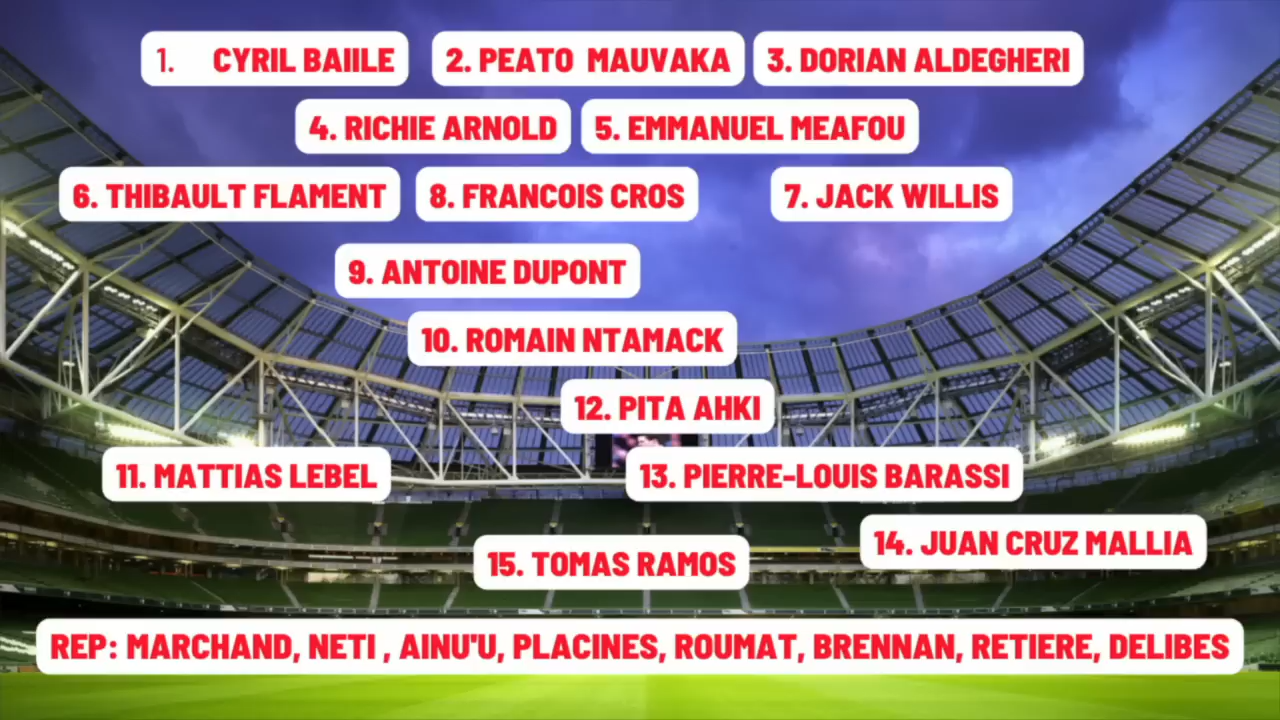 1. CYRIL BAIILE
2. PEATO MAUVAKA
3. DORIAN ALDEGHERI
4. RICHIE ARNOLD
5. EMMANUEL MEAFOU
6. THIBAULT FLAMENT
8. FRANCOIS CROS
7. JACK WILLIS
9. ANTOINE DUPONT
10. ROMAIN NTAMACK
12. PITA AHKI
11. MATTIAS LEBEL
13. PIERRE-LOUIS BARASSI
14. JUAN CRUZ MALLIA
15. TOMAS RAMOS
REP: MARCHAND, NETI , AINU'U, PLACINES, ROUMAT, BRENNAN, RETIERE, DELIBES